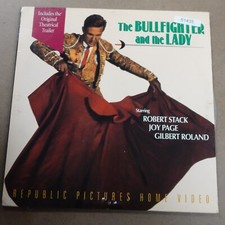 Includes the
Original
Theatrical
Trailer
The BULLFIGHTER
and the LADY
Starring
ROBERT STACK
JOY PAGE
GILBERT ROLAND
REPUBLIC PICTURES HOME VIDEO